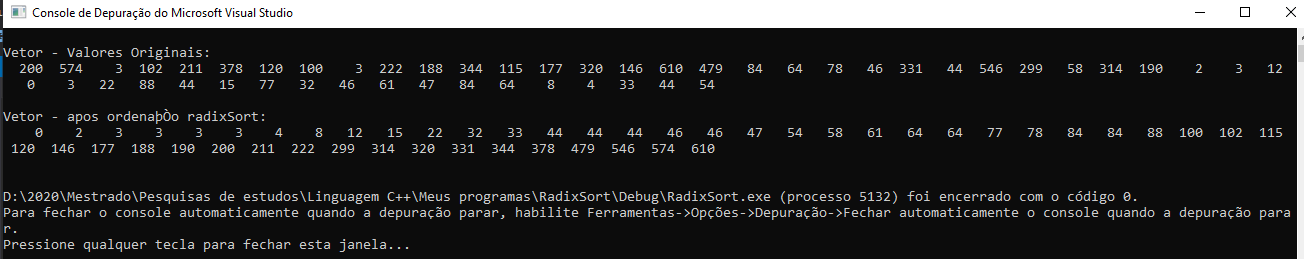 Console de Depuração do Microsoft Visual Studio
Vetor - Valores Originais:
200 574 3 102 211 378 120 100 3 222 188 344 115 177 320 146 610 479 84 64 78 46 331 44 546 299 58 314 190 2 3 12
0 3 22 88 44 15 77 32 46 61 47 84 64 8 4 33 44 54
Vetor - apos ordenaþÒo radixSort:
0 2 3 3 3 3 4 8 12 15 22 32 33 44 44 44 46 46 47 54 58 61 64 64 77 78 84 84 88 100 102 115
120 146 177 188 190 200 211 222 299 314 320 331 344 378 479 546 574 610
D:\2020\Mestrado\Pesquisas de estudos\Linguagem C++\Meus programas\RadixSort\Debug\RadixSort.exe (processo 5132) foi encerrado com o código 0.
Para fechar o console automaticamente quando a depuração parar, habilite Ferramentas->Opções->Depuração->Fechar automaticamente o console quando a depuração para
r.
Pressione qualquer tecla para fechar esta janela...